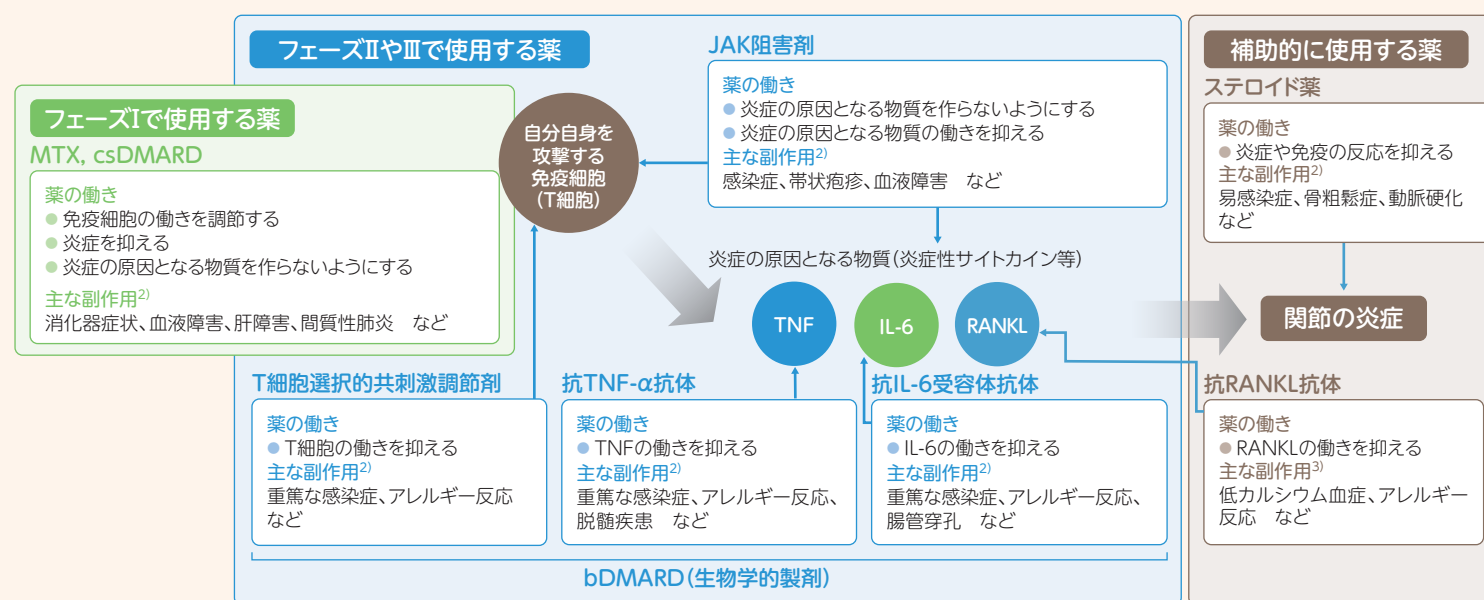 フェーズⅠで使用する薬
MTX, csDMARD
薬の働き
● 免疫細胞の働きを調節する
● 炎症を抑える
● 炎症の原因となる物質を作らないようにする
主な副作用2)
消化器症状、血液障害、肝障害、間質性肺炎　など
フェーズⅡやⅢで使用する薬
自分自身を
攻撃する
免疫細胞
(T細胞)
JAK阻害剤
薬の働き
● 炎症の原因となる物質を作らないようにする
● 炎症の原因となる物質の働きを抑える
主な副作用2)
感染症、帯状疱疹、血液障害　など
炎症の原因となる物質(炎症性サイトカイン等)
TNF
IL-6
RANKL
T細胞選択的共刺激調節剤
薬の働き
● T細胞の働きを抑える
主な副作用2)
重篤な感染症、アレルギー反応
など
抗TNF-α抗体
薬の働き
● TNFの働きを抑える
主な副作用2)
重篤な感染症、アレルギー反応、
脱髄疾患　など
抗IL-6受容体抗体
薬の働き
● IL-6の働きを抑える
主な副作用2)
重篤な感染症、アレルギー反応、
腸管穿孔　など
bDMARD(生物学的製剤)
補助的に使用する薬
ステロイド薬
薬の働き
● 炎症や免疫の反応を抑える
主な副作用2)
易感染症、骨粗鬆症、動脈硬化
など
関節の炎症
抗RANKL抗体
薬の働き
● RANKLの働きを抑える
主な副作用3)
低カルシウム血症、アレルギー
反応　など